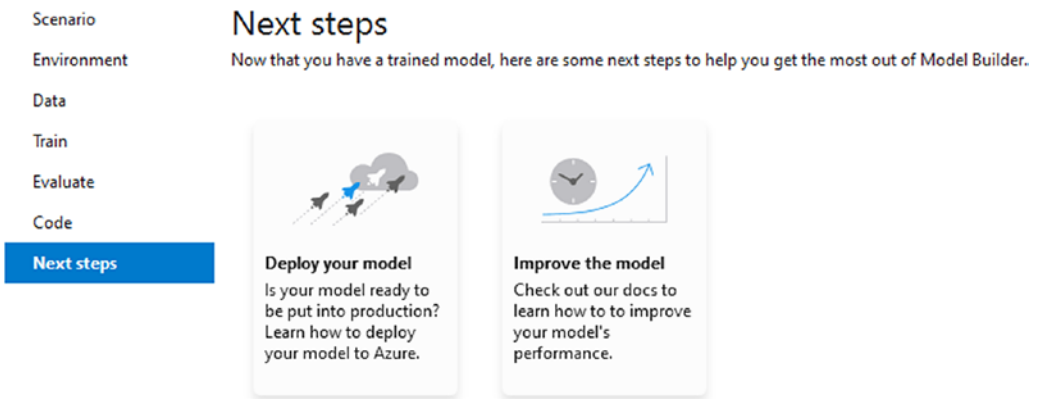 Scenario
Environment
Data
Train
Evaluate
Code
Next steps
Next steps
Now that you have a trained model, here are some next steps to help you get the most out of Model Builder.
Deploy your model
Is your model ready to
be put into production?
Learn how to deploy
your model to Azure.
Improve the model
Check out our docs to
learn how to to improve
your model's
performance.